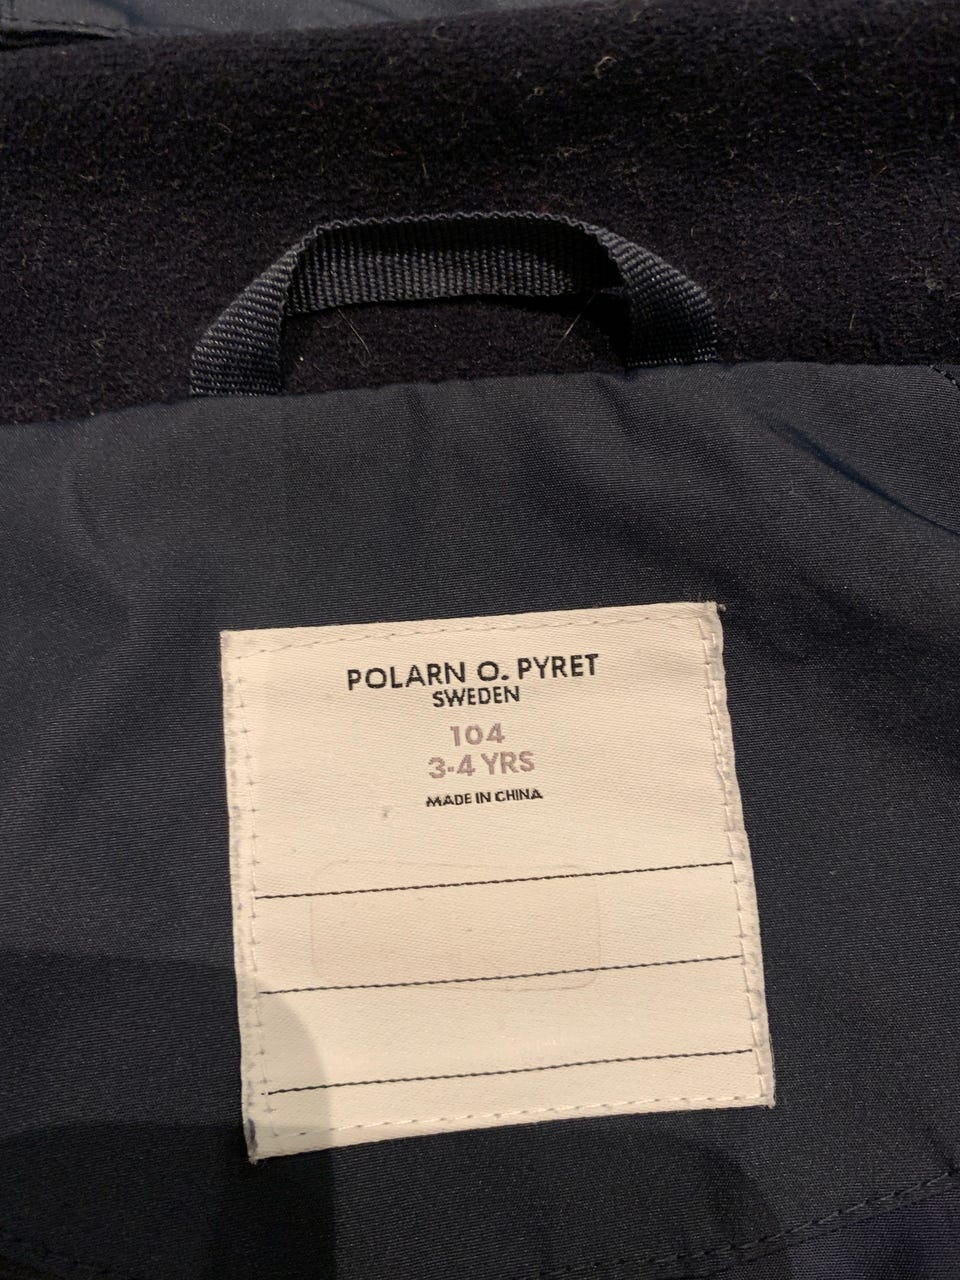 POLARN O. PYRET
SWEDEN
104
3-4 YRS
MADE IN CHINA